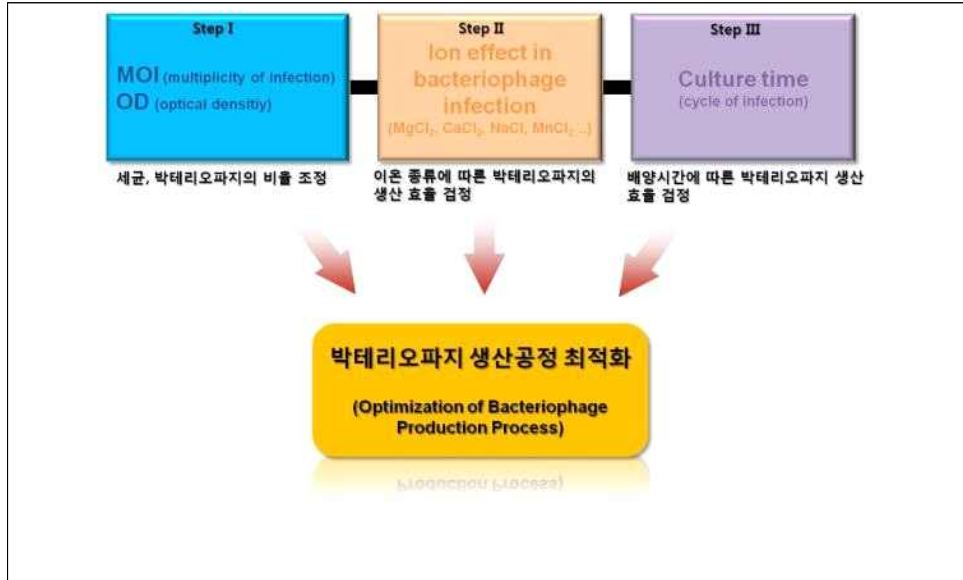 Step I
MOI (multiplicity of infection)
OD (optical densitiy)
세균, 박테리오파지의 비율 조정
Step II
Ion effect in
bacteriophage
infection
(MgCl₂, CaCl₂, NaCl, MnCl₂ ..)
이온 종류에 따른 박테리오파지의
생산 효율 검정
Step III
Culture time
(cycle of infection)
배양시간에 따른 박테리오파지 생산
효율 검정
박테리오파지 생산공정 최적화
(Optimization of Bacteriophage
Production Process)